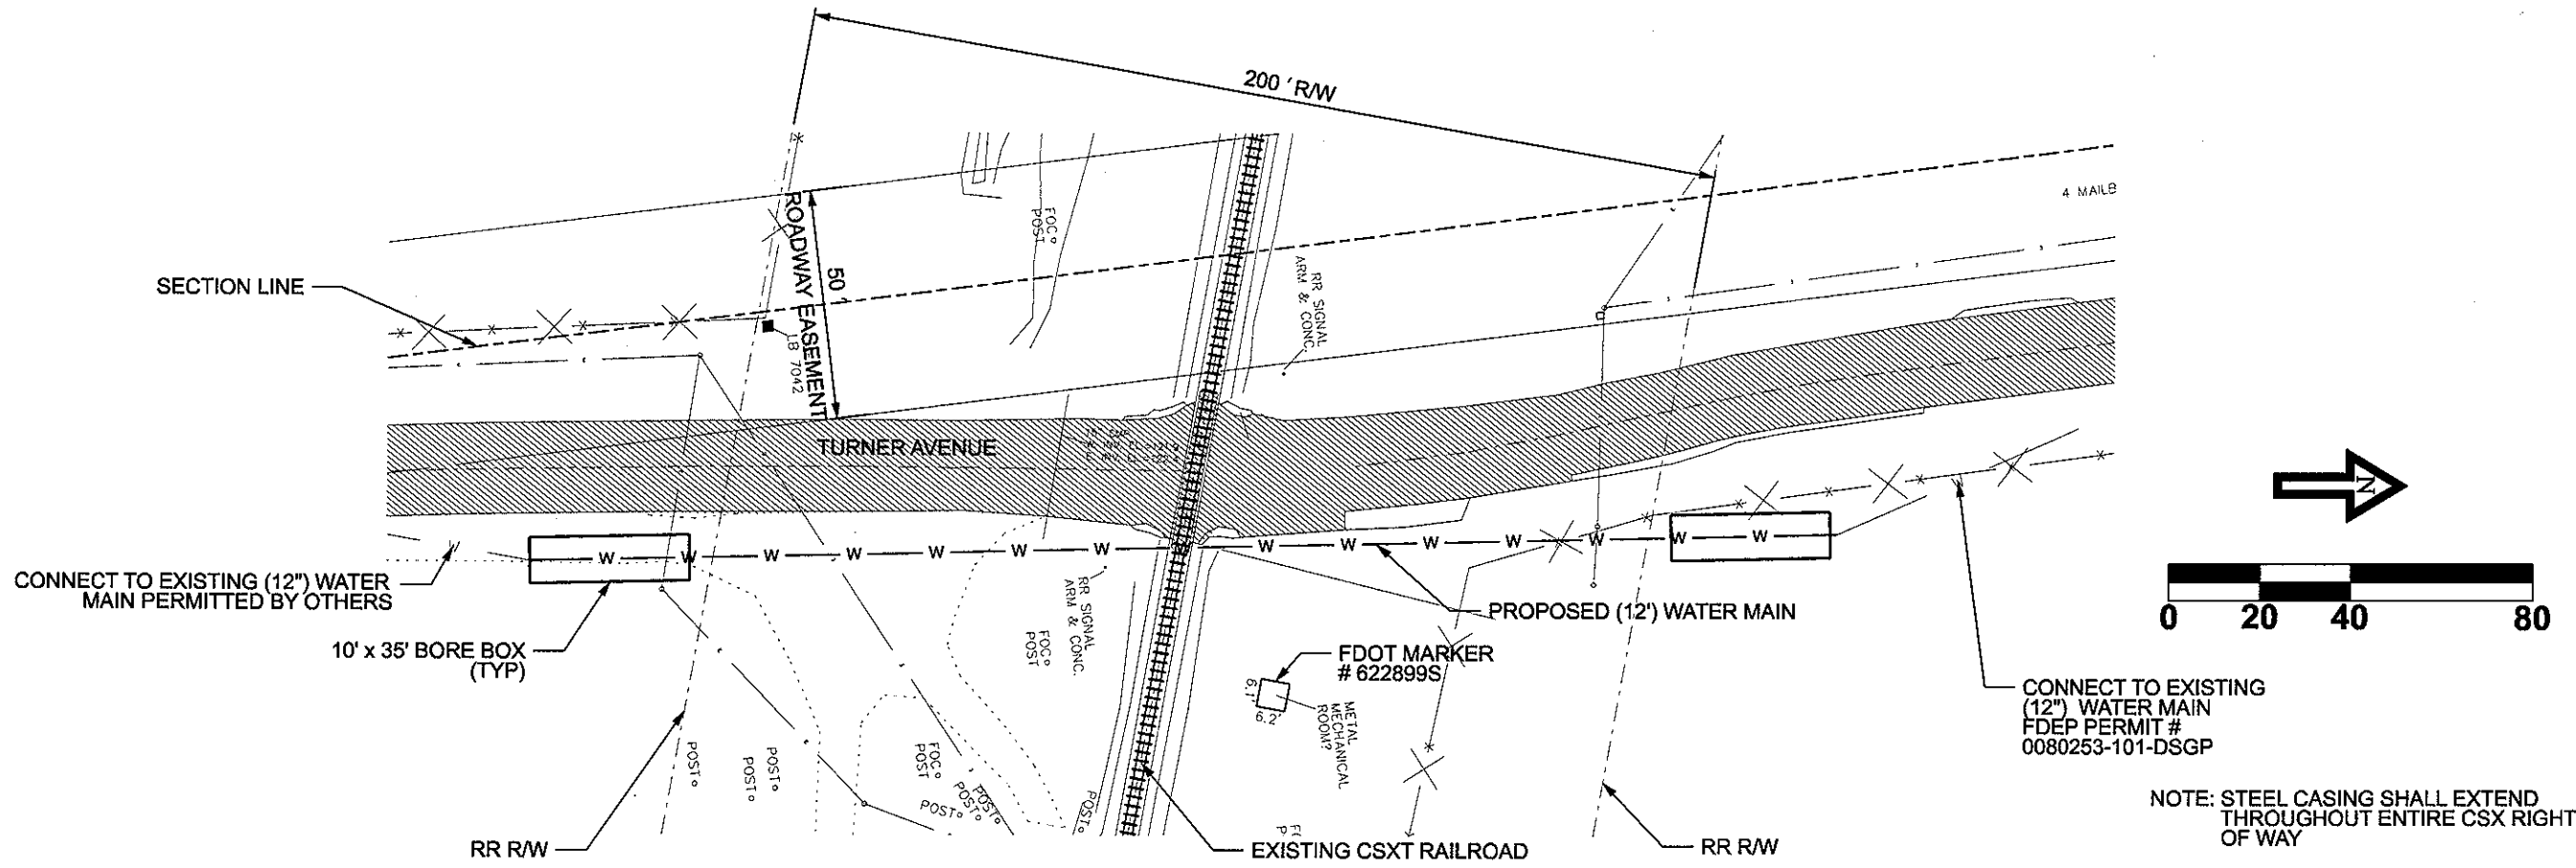 200 ' R/W
4 MAILB
SECTION LINE
ROADWAY EASEMENT
50 '
LB 7042
FOC
POST
RR SIGNAL
ARM & CONC.
TURNER AVENUE
N
CONNECT TO EXISTING (12") WATER
MAIN PERMITTED BY OTHERS
10' x 35' BORE BOX
(TYP)
W W W W W W W W W W W W W W
RR SIGNAL
ARM & CONC.
FOC
POST
PROPOSED (12') WATER MAIN
FDOT MARKER
# 622899S
6.1'
6.2'
METAL
MECHANICAL
ROOM?
0 20 40 80
CONNECT TO EXISTING
(12") WATER MAIN
FDEP PERMIT #
0080253-101-DSGP
POST
POST
POST
FOC
POST
POST
POST
POST
POST
NOTE: STEEL CASING SHALL EXTEND
THROUGHOUT ENTIRE CSX RIGHT
OF WAY
RR R/W
EXISTING CSXT RAILROAD
RR R/W